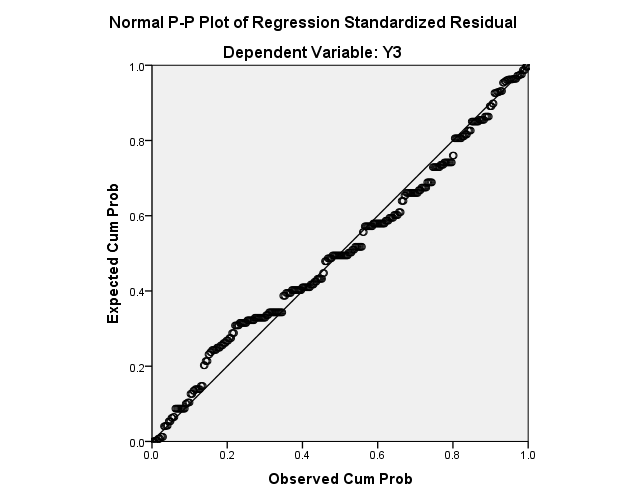 Normal P-P Plot of Regression Standardized Residual
Dependent Variable: Y3
1.0
0.8
0.6
0.4
0.2
0.0
Expected Cum Prob
0.0 0.2 0.4 0.6 0.8 1.0
Observed Cum Prob